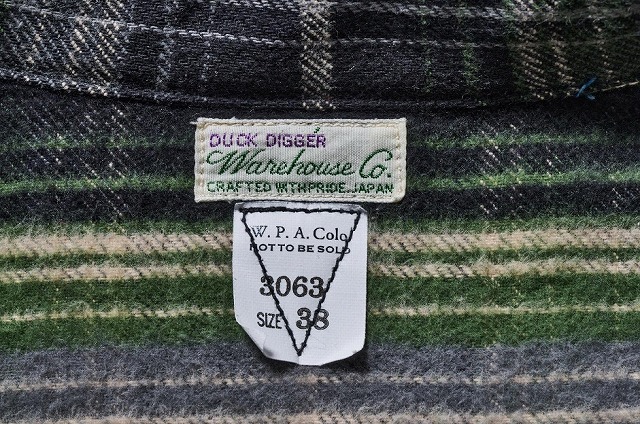 DUCK DIGGER
Warehouse Co.
CRAFTED WITH PRIDE JAPAN
W. P. A. Colo
NOT TO BE SOLD
3063
SIZE 38